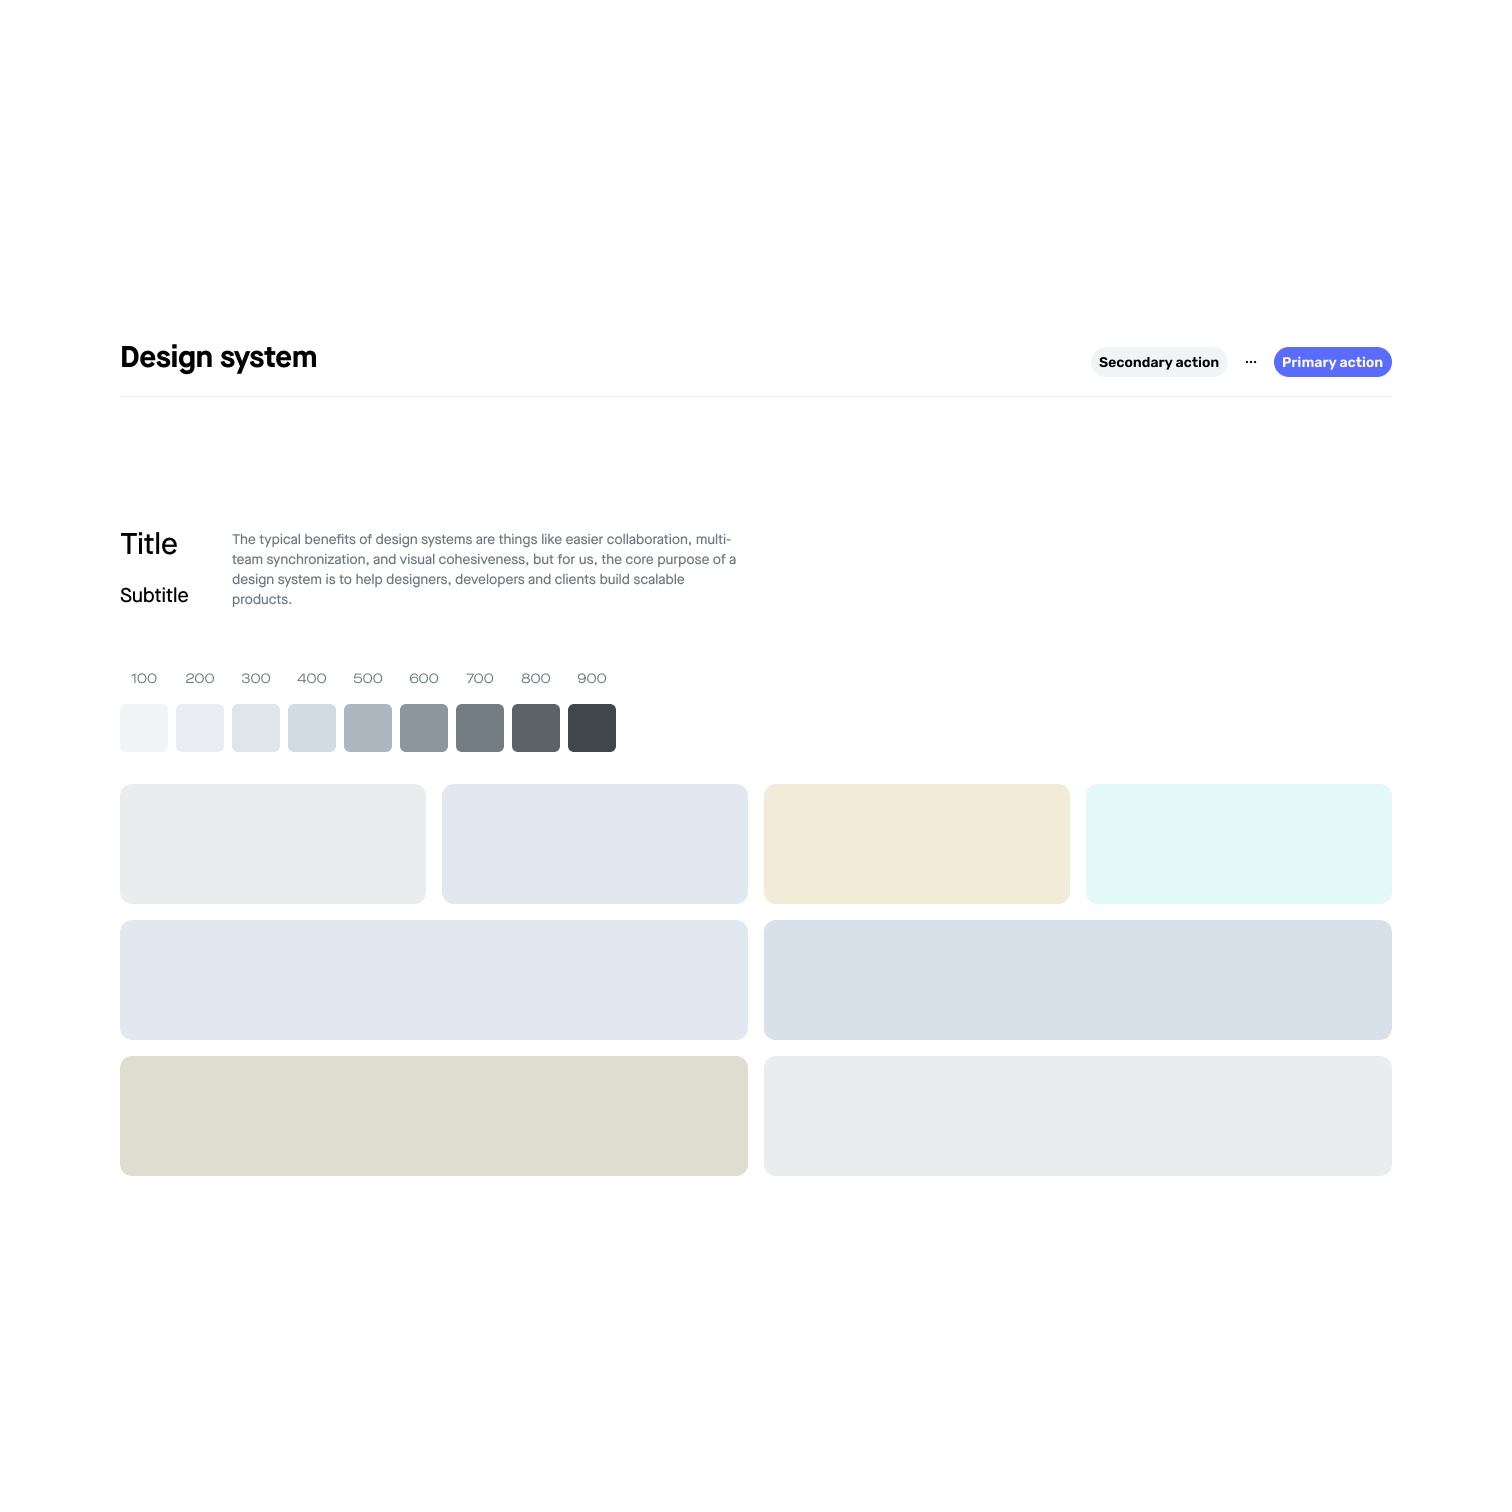 Design system
Secondary action
Primary action
Title
Subtitle
The typical benefits of design systems are things like easier collaboration, multi-
team synchronization, and visual cohesiveness, but for us, the core purpose of a
design system is to help designers, developers and clients build scalable
products.
100 200 300 400 500 600 700 800 900